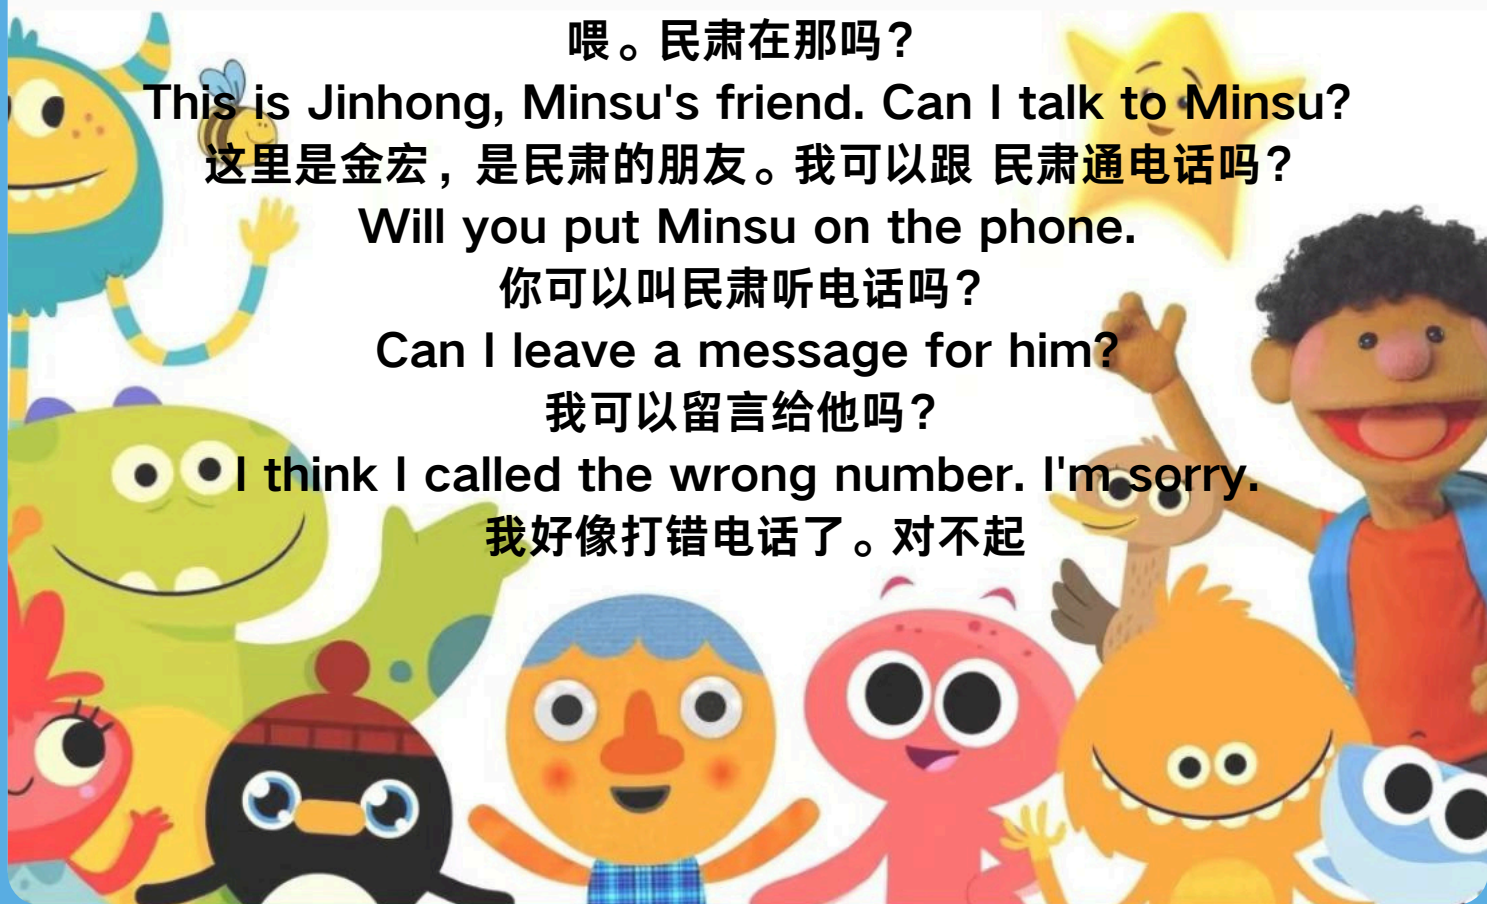 喂。民肃在那吗？
This is Jinhong, Minsu's friend. Can I talk to Minsu?
这里是金宏，是民肃的朋友。我可以跟 民肃通电话吗？
Will you put Minsu on the phone.
你可以叫民肃听电话吗？
Can I leave a message for him?
我可以留言给他吗？
I think I called the wrong number. I'm sorry.
我好像打错电话了。对不起